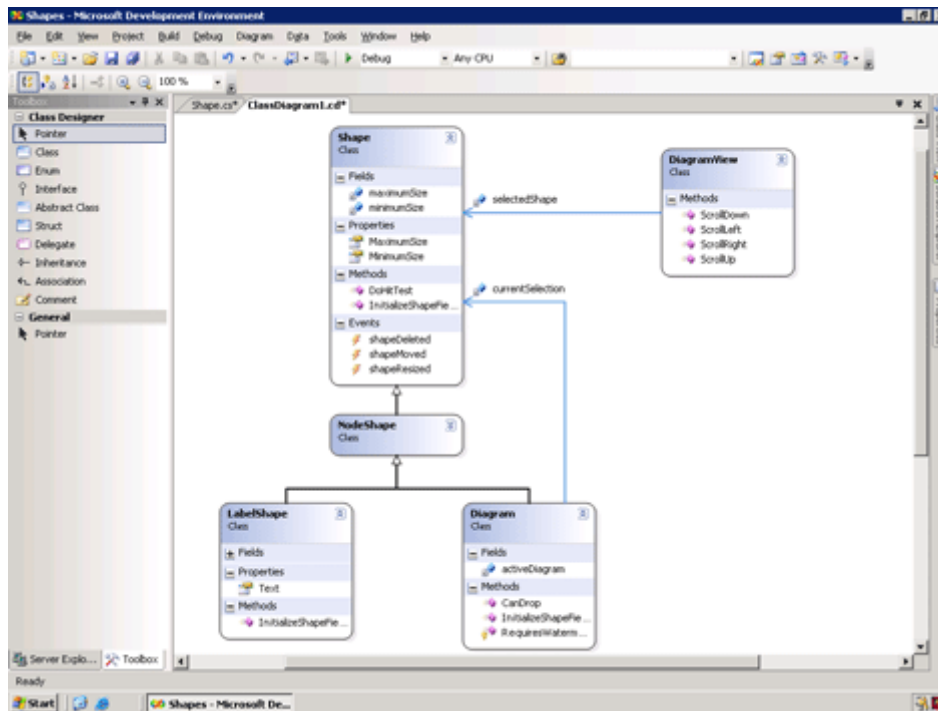 Shapes - Microsoft Development Environment
File Edit View Project Build Debug Diagram Data Tools Window Help
Debug Any CPU
100 %
Toolbox
Shape.cs* ClassDiagram1.cd*
Class Designer
Pointer
Class
Enum
Interface
Abstract Class
Struct
Delegate
Inheritance
Association
Comment
General
Pointer
Shape
Class
Fields
maximumSize
minimumSize
Properties
MaximumSize
MinimumSize
Methods
DoHitTest
InitializeShapeFie...
Events
shapeDeleted
shapeMoved
shapeResized
selectedShape
currentSelection
DiagramView
Class
Methods
ScrollDown
ScrollLeft
ScrollRight
ScrollUp
NodeShape
Class
LabelShape
Class
Fields
Properties
Text
Methods
InitializeShapeFie...
Diagram
Class
Fields
activeDiagram
Methods
CanDrop
InitializeShapeFie...
RequiresWaterm...
Server Explo... Toolbox
Ready
Start Shapes - Microsoft De...